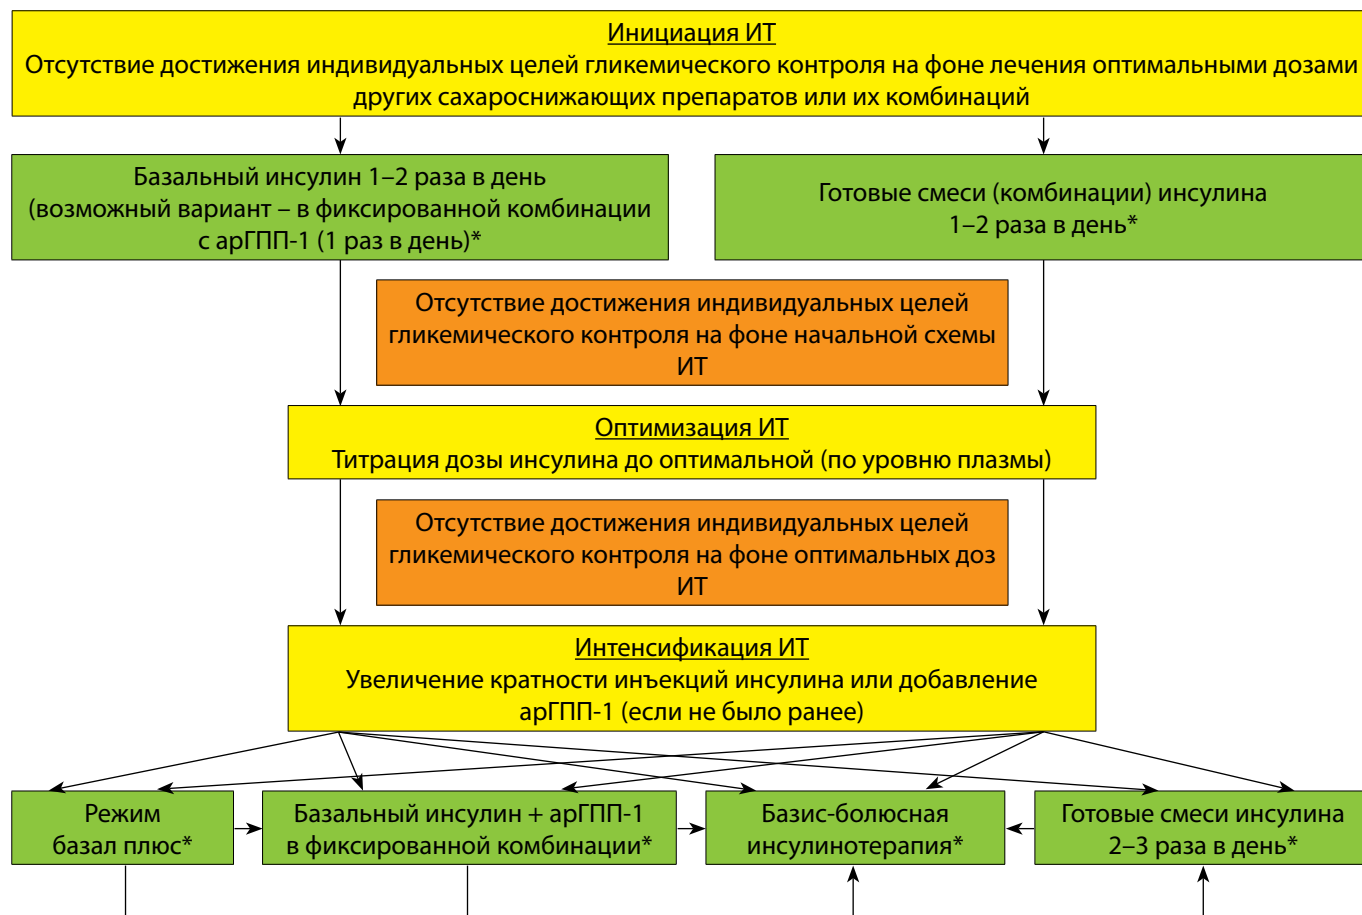 Инициация ИТ
Отсутствие достижения индивидуальных целей гликемического контроля на фоне лечения оптимальными дозами
других сахароснижающих препаратов или их комбинаций
Базальный инсулин 1–2 раза в день
(возможный вариант – в фиксированной комбинации
с арГПП-1 (1 раз в день)*
Готовые смеси (комбинации) инсулина
1–2 раза в день*
Отсутствие достижения индивидуальных целей
гликемического контроля на фоне начальной схемы
ИТ
Оптимизация ИТ
Титрация дозы инсулина до оптимальной (по уровню плазмы)
Отсутствие достижения индивидуальных целей
гликемического контроля на фоне оптимальных доз
ИТ
Интенсификация ИТ
Увеличение кратности инъекций инсулина или добавление
арГПП-1 (если не было ранее)
Режим
базал плюс*
Базальный инсулин + арГПП-1
в фиксированной комбинации*
Базис-болюсная
инсулинотерапия*
Готовые смеси инсулина
2–3 раза в день*